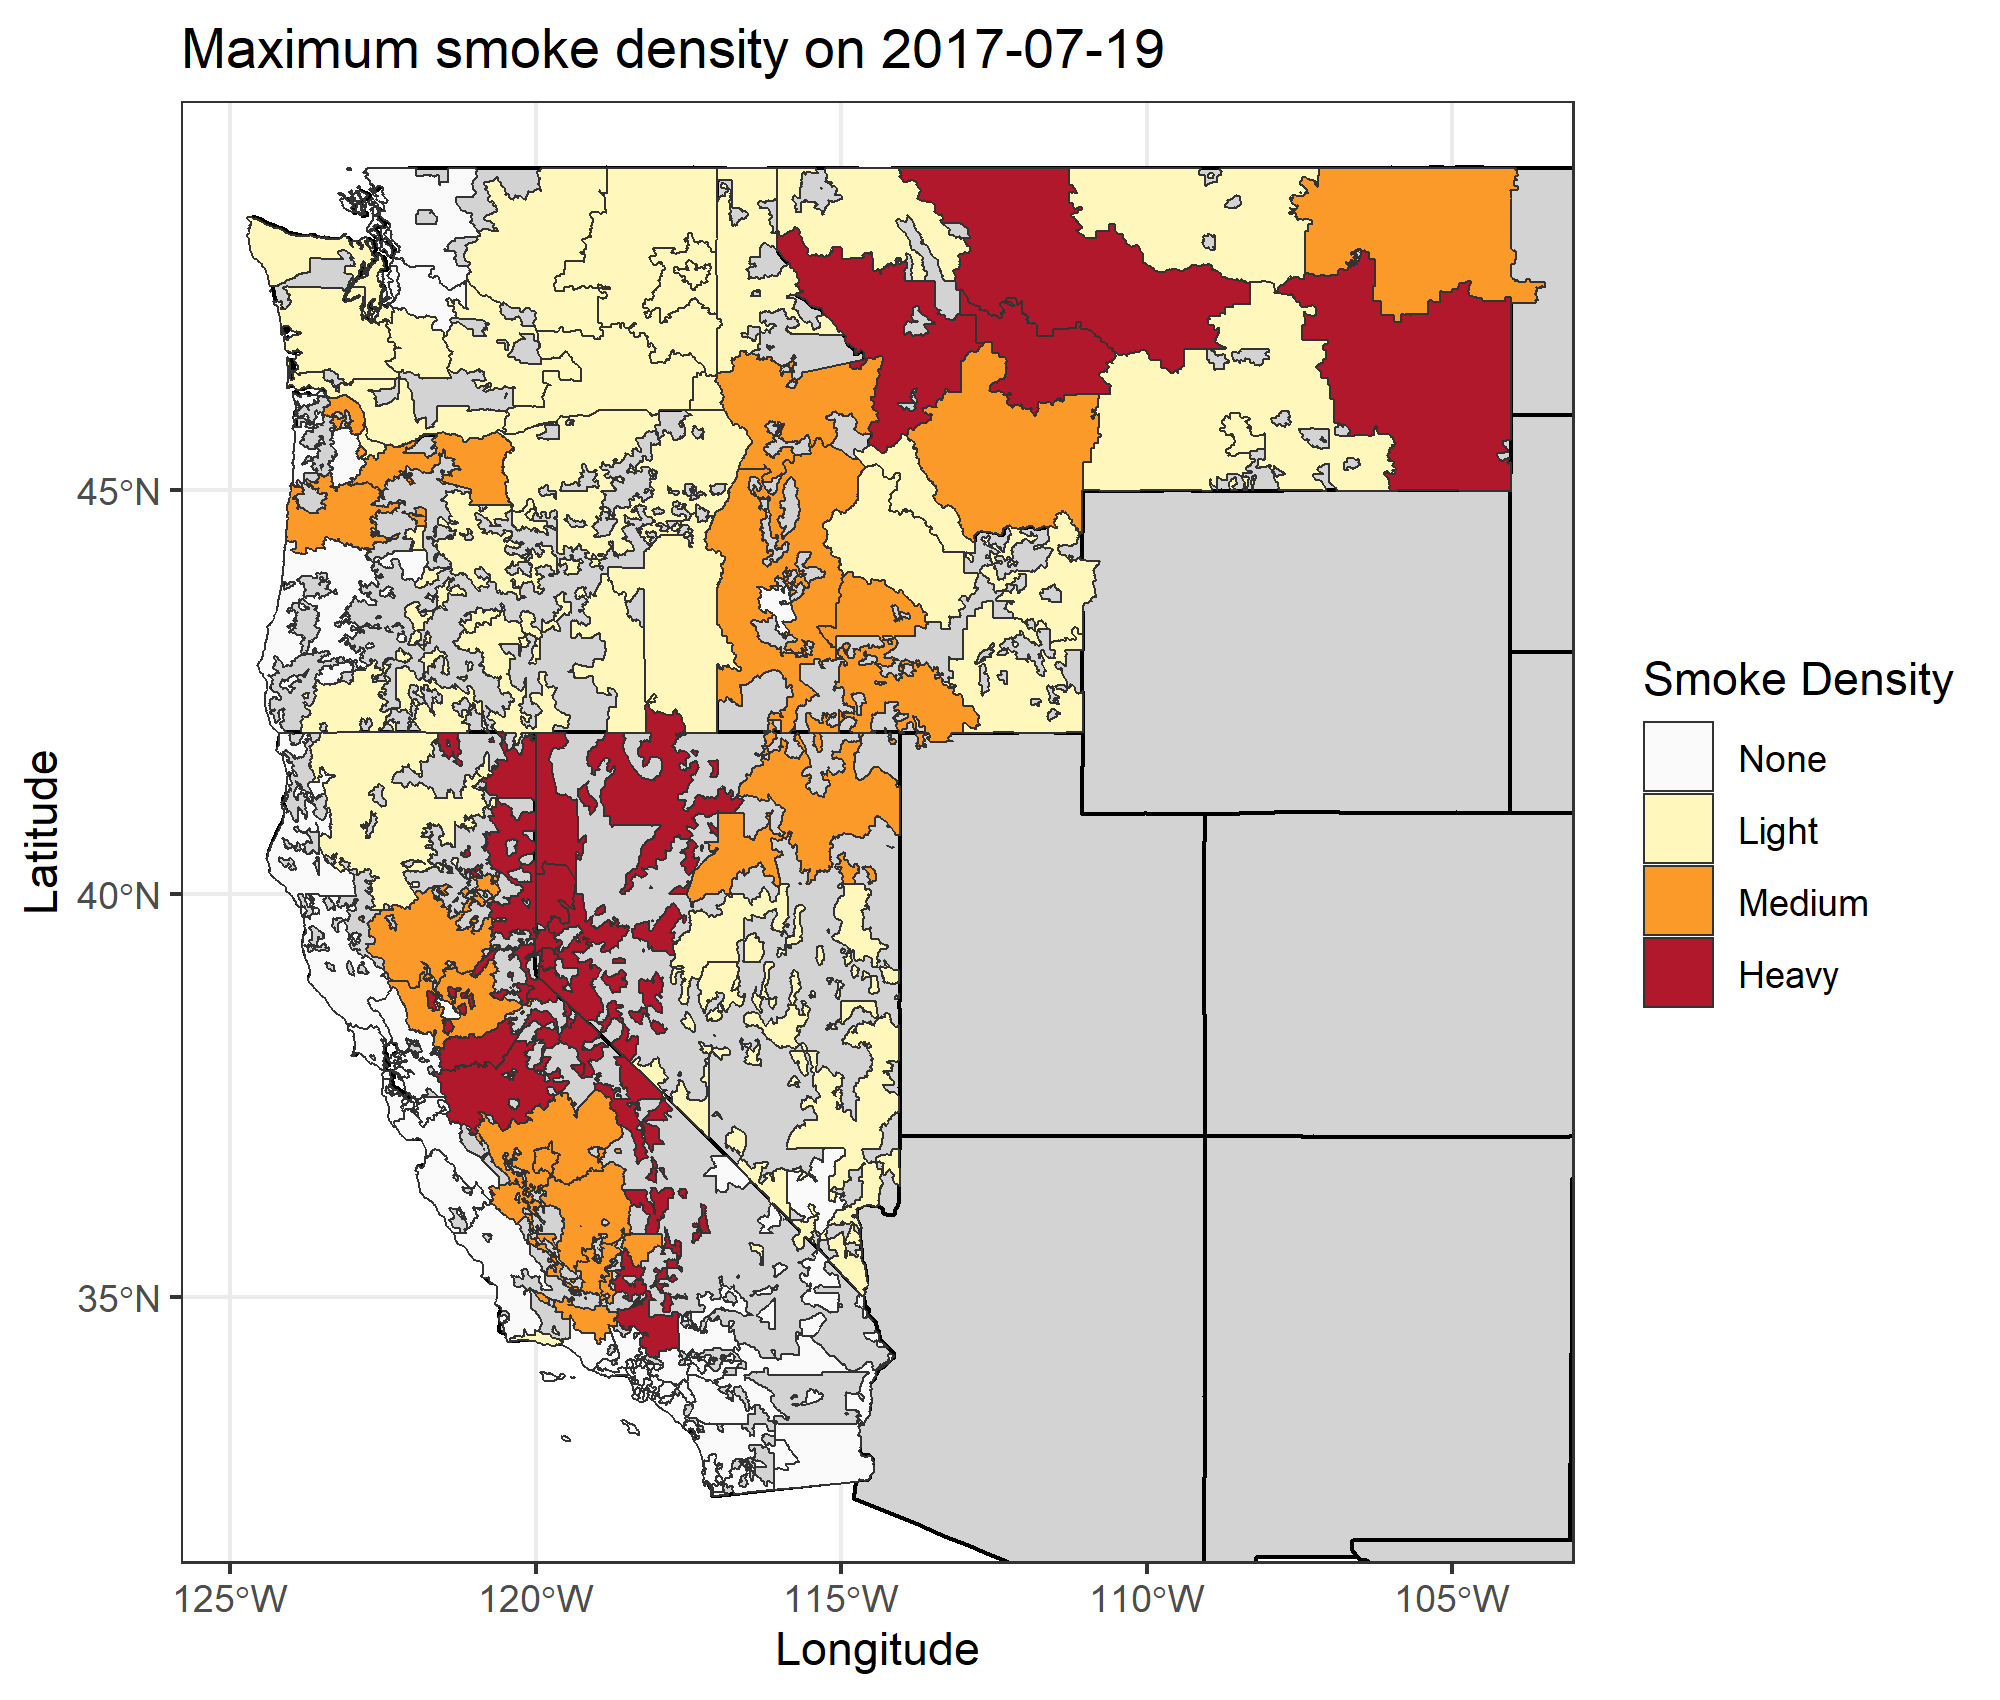 Maximum smoke density on 2017-07-19
Latitude
45°N
40°N
35°N
125°W
120°W
115°W
110°W
105°W
Longitude
Smoke Density
None
Light
Medium
Heavy